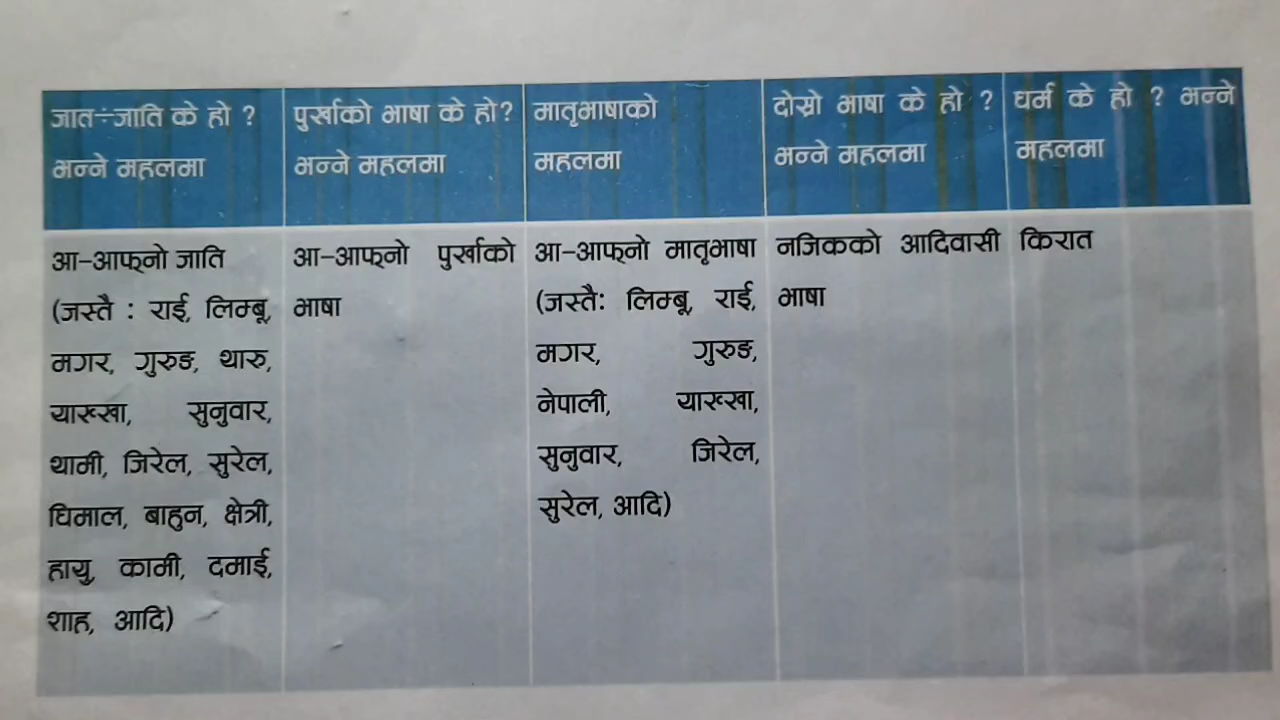 जात÷जाति के हो ?
भन्ने महलमा
पुर्खाको भाषा के हो?
भन्ने महलमा
मातृभाषाको
महलमा
दोस्रो भाषा के हो ?
भन्ने महलमा
धर्म के हो ? भन्ने
महलमा
आ-आफ्नो जाति
(जस्तै : राई, लिम्बू,
मगर, गुरुङ, थारु,
याख्खा, सुनुवार,
थामी, जिरेल, सुरेल,
धिमाल, बाहुन, क्षेत्री,
हायु, कामी, दमाई,
शाह, आदि)
आ-आफ्नो पुर्खाको
भाषा
आ-आफ्नो मातृभाषा
(जस्तै: लिम्बू, राई,
मगर, गुरुङ,
नेपाली, याख्खा,
सुनुवार, जिरेल,
सुरेल, आदि)
नजिकको आदिवासी
भाषा
किरात